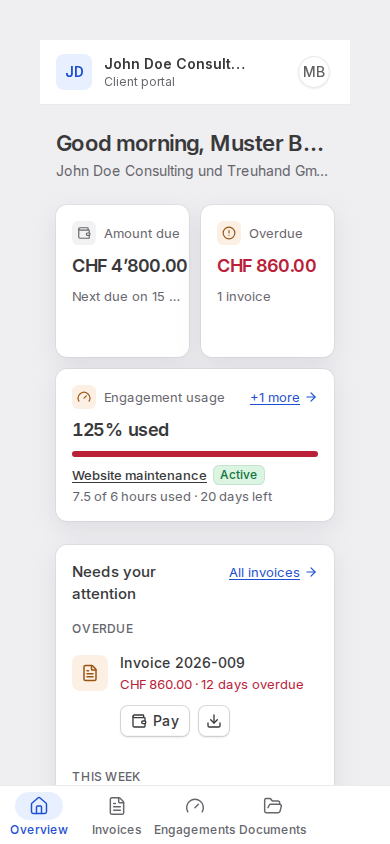 JD
John Doe Consult…
Client portal
MB
Good morning, Muster B…
John Doe Consulting und Treuhand Gm…
Amount due
CHF 4’800.00
Next due on 15 …
Overdue
CHF 860.00
1 invoice
Engagement usage
+1 more
125% used
Website maintenance
Active
7.5 of 6 hours used · 20 days left
Needs your
attention
All invoices
OVERDUE
Invoice 2026-009
CHF 860.00 · 12 days overdue
Pay
THIS WEEK
Overview
Invoices
Engagements
Documents